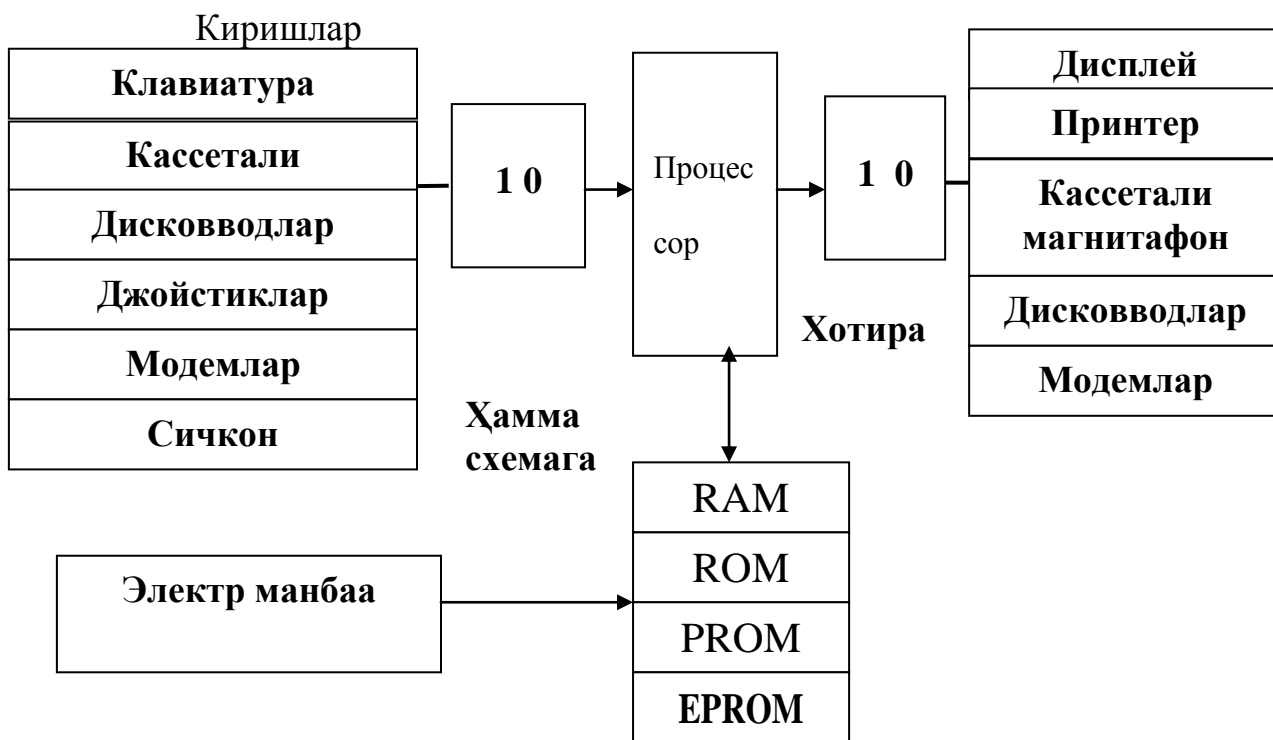 Киришлар
Клавиатура
Кассетали
Дисковводлар
Джойстиклар
Модемлар
Сичкон
1 0
Процес
сор
1 0
Дисплей
Принтер
Кассетали
магнитафон
Дисковводлар
Модемлар
Хотира
Ҳамма
схемага
RAM
ROM
PROM
EPROM
Электр манбаа